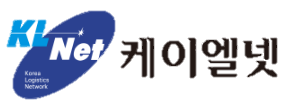 KL Net 케이엘넷
Korea
Logistics
Network